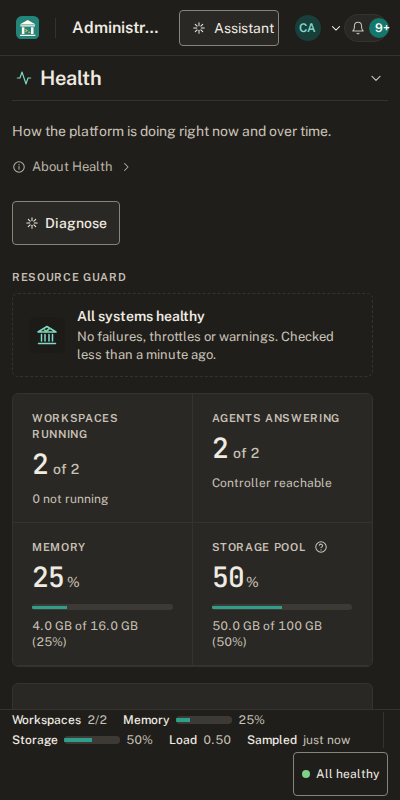 Administr...
Assistant
CA
9+
Health
How the platform is doing right now and over time.
About Health
Diagnose
RESOURCE GUARD
All systems healthy
No failures, throttles or warnings. Checked
less than a minute ago.
WORKSPACES
RUNNING
2 of 2
0 not running
AGENTS ANSWERING
2 of 2
Controller reachable
MEMORY
25 %
4.0 GB of 16.0 GB
(25%)
STORAGE POOL
50 %
50.0 GB of 100 GB
(50%)
Workspaces 2/2 Memory 25%
Storage 50% Load 0.50 Sampled just now
All healthy